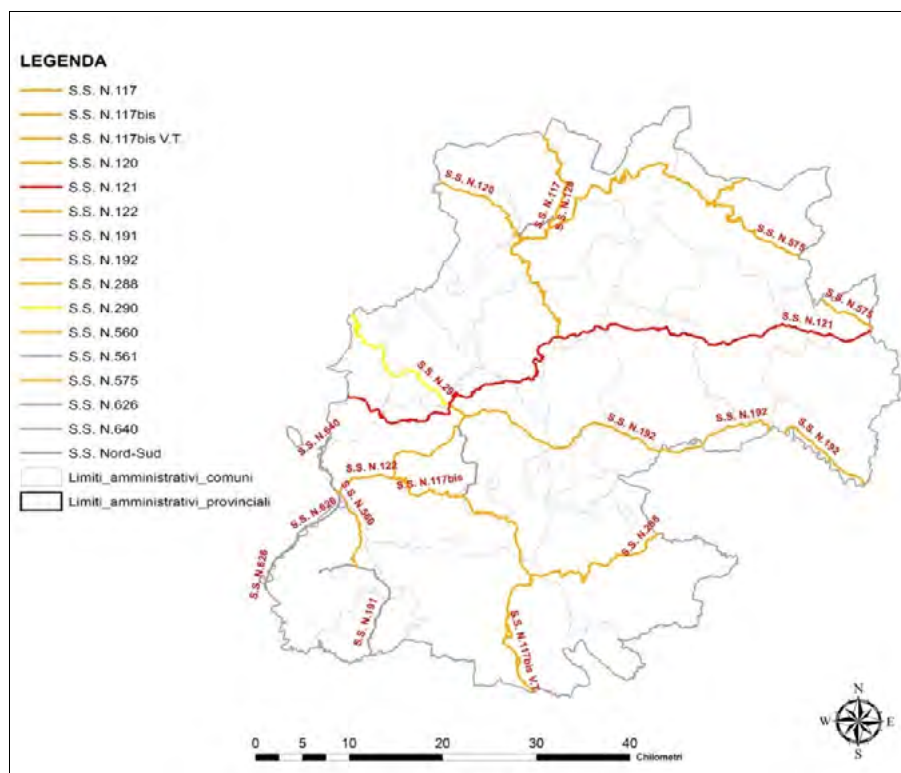 LEGENDA
S.S. N.117
S.S. N.117bis
S.S. N.117bis V.T.
S.S. N.120
S.S. N.121
S.S. N.122
S.S. N.191
S.S. N.192
S.S. N.288
S.S. N.290
S.S. N.560
S.S. N.561
S.S. N.575
S.S. N.626
S.S. N.640
S.S. Nord-Sud
Limiti_amministrativi_comuni
Limiti_amministrativi_provinciali
S.S. N.120
S.S. N.117
S.S. N.120
S.S. N.575
S.S. N.575
S.S. N.121
S.S. N.29
S.S. N.640
S.S. N.192
S.S. N.192
S.S. N.192
S.S. N.122
S.S. N.117bis
S.S. N.560
S.S. N.626
S.S. N.288
S.S. N.626
S.S. N.191
S.S. N.117bis V.T
N
W E
S
0 5 10 20 30 40
Chilometri